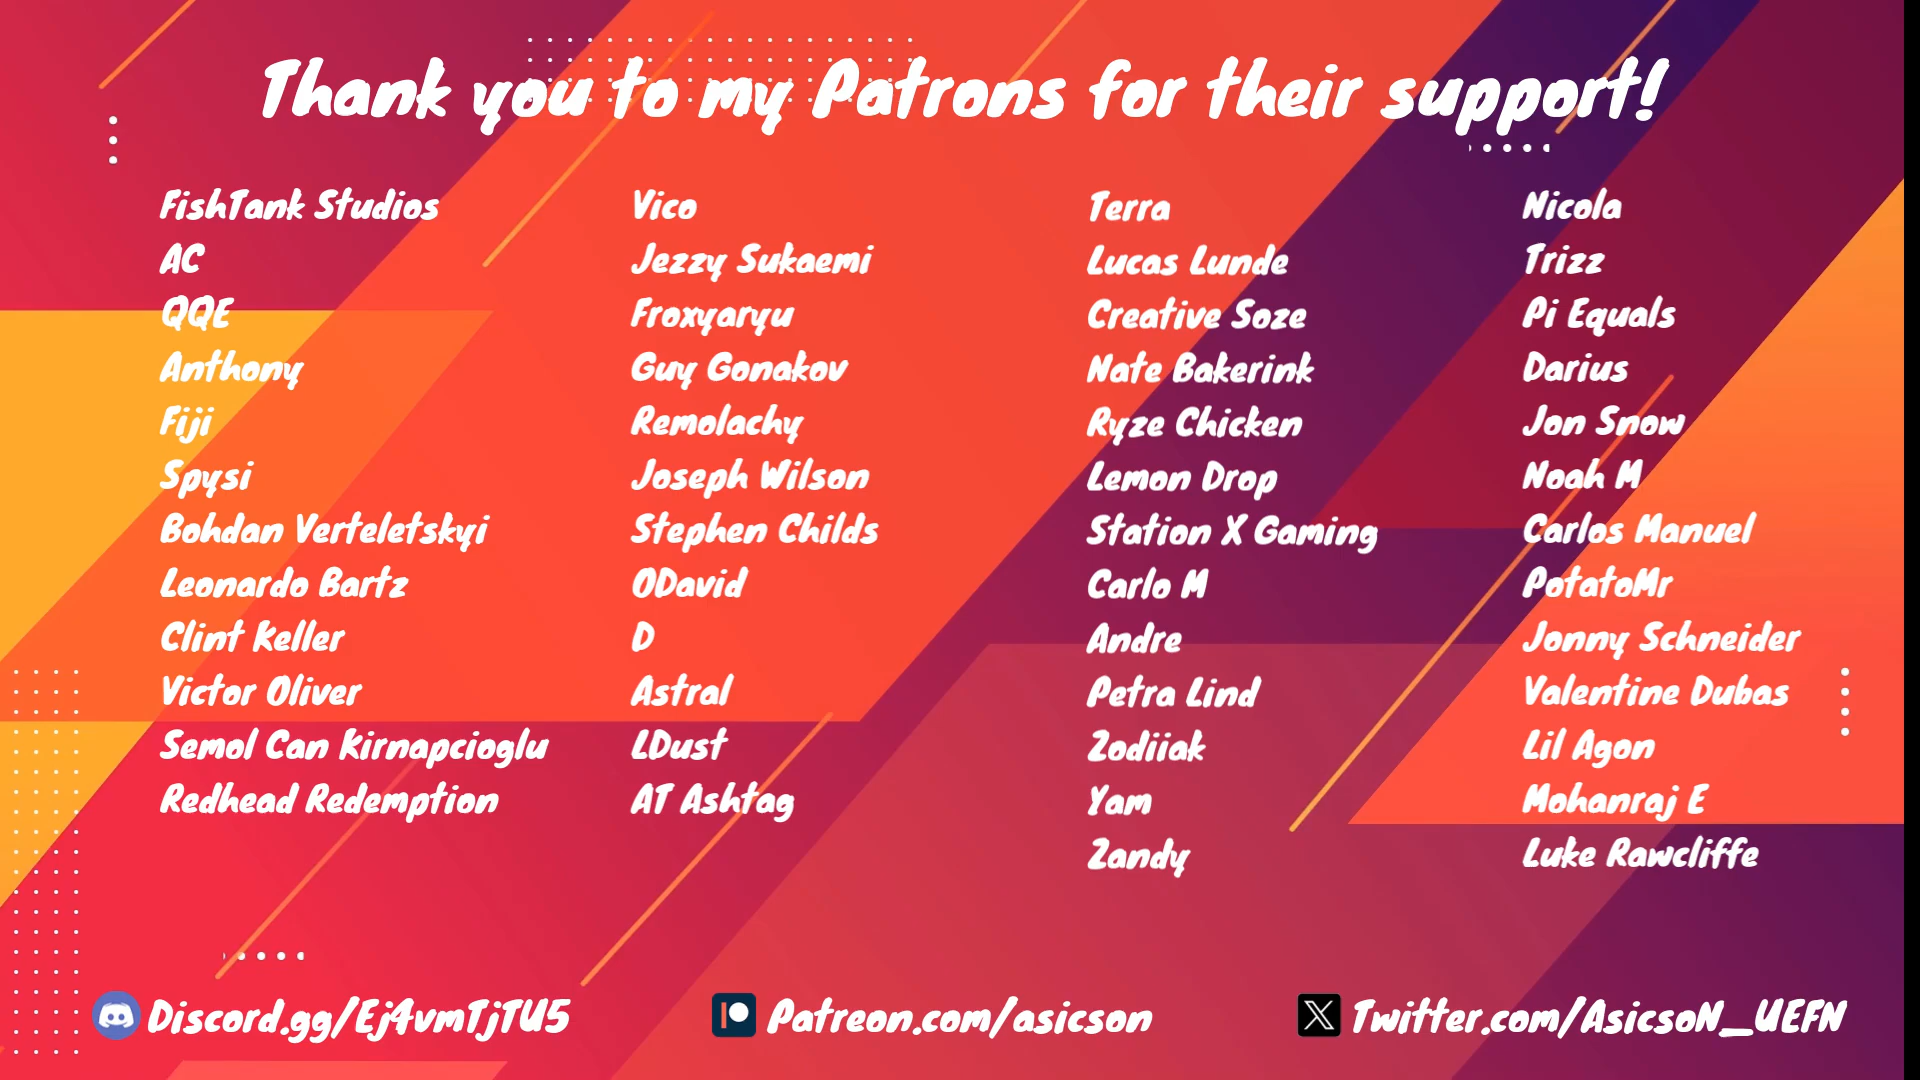 Thank you to my Patrons for their support!
FishTank Studios
AC
QQE
Anthony
Fiji
Spysi
Bohdan Verteletskyi
Leonardo Bartz
Clint Keller
Victor Oliver
Semol Can Kirnapcioglu
Redhead Redemption
Vico
Jezzy Sukaemi
Froxyaryu
Guy Gonakov
Remolachy
Joseph Wilson
Stephen Childs
ODavid
D
Astral
LDust
AT Ashtag
Terra
Lucas Lunde
Creative Soze
Nate Bakerink
Ryze Chicken
Lemon Drop
Station X Gaming
Carlo M
Andre
Petra Lind
Zodiiak
Yam
Zandy
Nicola
Trizz
Pi Equals
Darius
Jon Snow
Noah M
Carlos Manuel
PotatoMr
Jonny Schneider
Valentine Dubas
Lil Agon
Mohanraj E
Luke Rawcliffe
Discord.gg/Ej4vmTjTU5
Patreon.com/asicson
Twitter.com/AsicsoN_UEFN